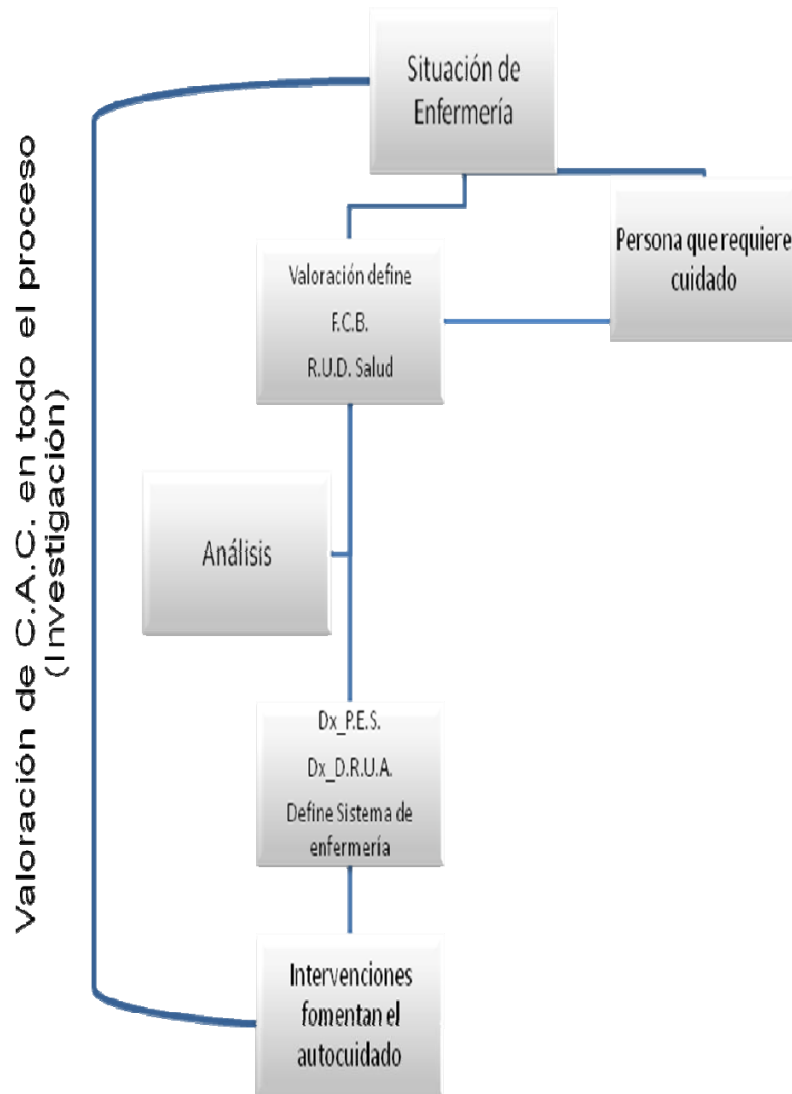 Situación de
Enfermería
Persona que requiere
cuidado
Valoración define
F.C.B.
R.U.D. Salud
Análisis
Dx_P.E.S.
Dx_D.R.U.A.
Define Sistema de
enfermería
Intervenciones
fomentan el
autocuidado
Valoración de C.A.C. en todo el proceso
(Investigación)